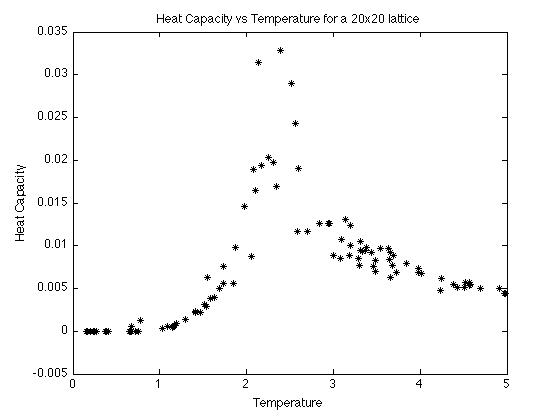 Heat Capacity vs Temperature for a 20x20 lattice
0.035
0.03
0.025
0.02
0.015
0.01
0.005
0
-0.005
Heat Capacity
0 1 2 3 4 5
Temperature